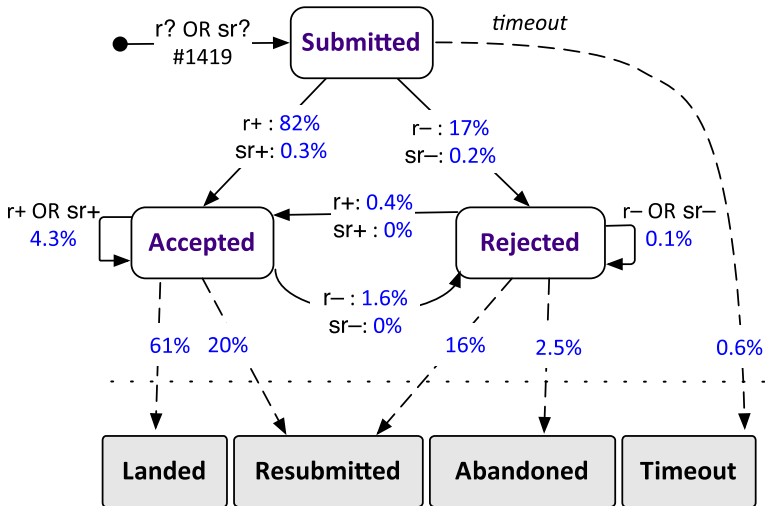 r? OR sr?
#1419
Submitted
timeout
r+ : 82%
sr+: 0.3%
r– : 17%
sr–: 0.2%
r+ OR sr+
4.3%
Accepted
r+: 0.4%
sr+ : 0%
Rejected
r– OR sr–
0.1%
r– : 1.6%
sr–: 0%
61%
20%
16%
2.5%
0.6%
Landed
Resubmitted
Abandoned
Timeout